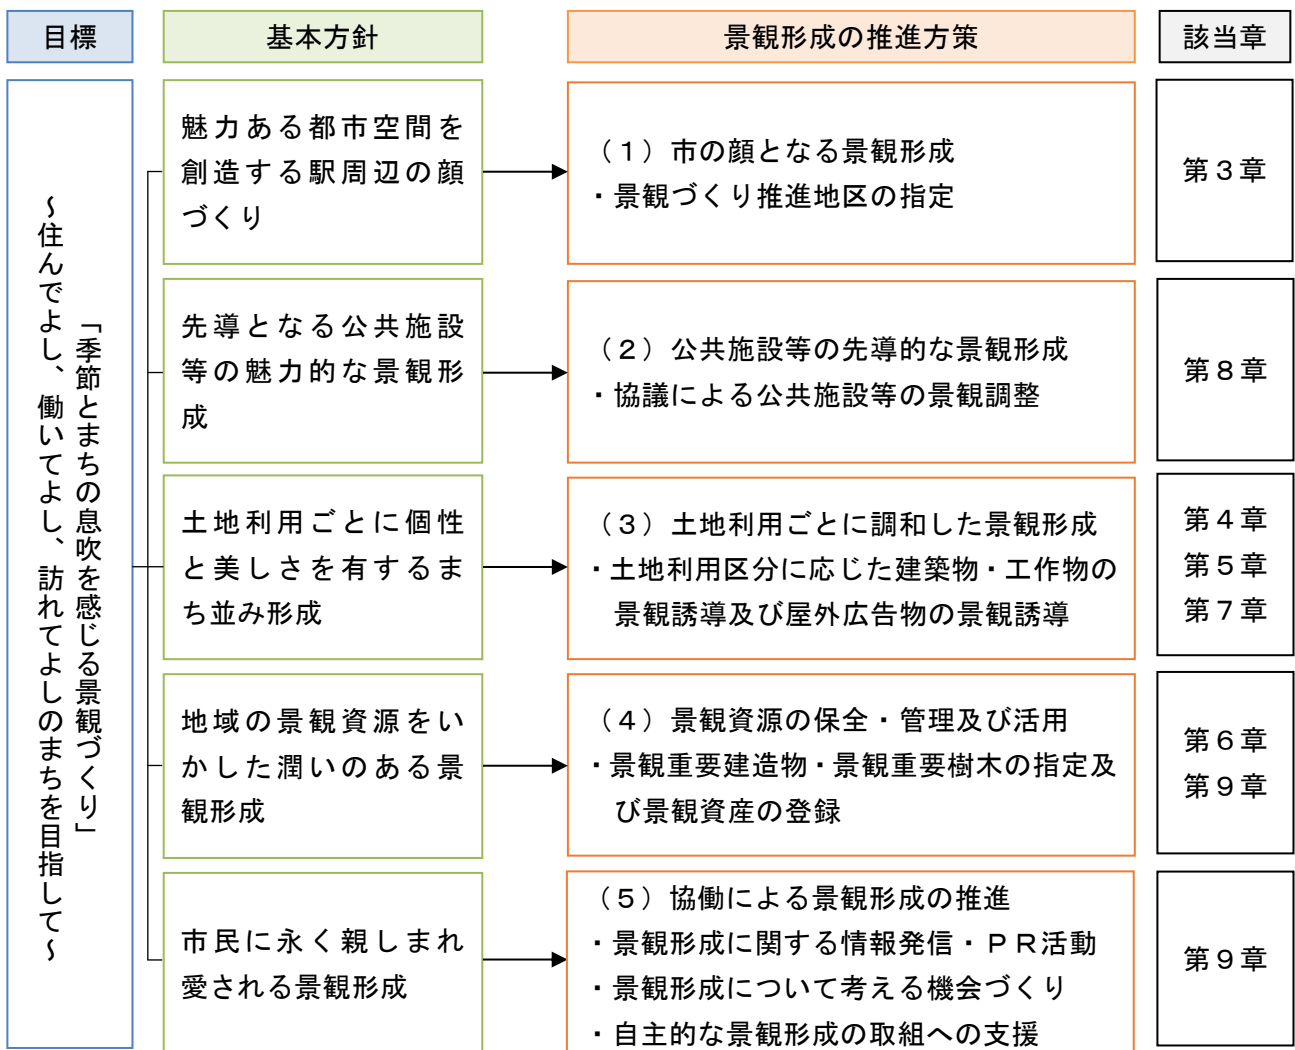 目標
基本方針
景観形成の推進方策
該当章
「季節とまちの息吹を感じる景観づくり」
～住んでよし、働いてよし、訪れてよしのまちを目指して～
魅力ある都市空間を
創造する駅周辺の顔
づくり
（１）市の顔となる景観形成
・景観づくり推進地区の指定
第３章
先導となる公共施設
等の魅力的な景観形
成
（２）公共施設等の先導的な景観形成
・協議による公共施設等の景観調整
第８章
土地利用ごとに個性
と美しさを有するま
ち並み形成
（３）土地利用ごとに調和した景観形成
・土地利用区分に応じた建築物・工作物の
景観誘導及び屋外広告物の景観誘導
第４章
第５章
第７章
地域の景観資源をい
かした潤いのある景
観形成
（４）景観資源の保全・管理及び活用
・景観重要建造物・景観重要樹木の指定及
び景観資産の登録
第６章
第９章
市民に永く親しまれ
愛される景観形成
（５）協働による景観形成の推進
・景観形成に関する情報発信・ＰＲ活動
・景観形成について考える機会づくり
・自主的な景観形成の取組への支援
第９章